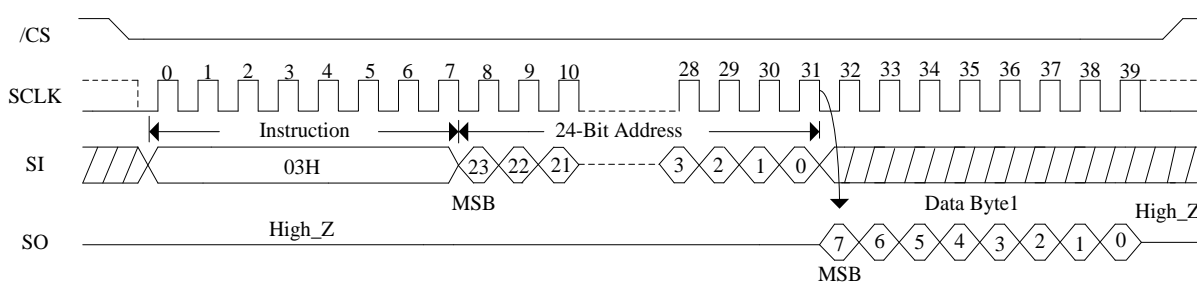 /CS
0 1 2 3 4 5 6 7 8 9 10 28 29 30 31 32 33 34 35 36 37 38 39
SCLK
Instruction 24-Bit Address
SI 03H 23 22 21 3 2 1 0
MSB Data Byte1 High_Z
High_Z
SO 7 6 5 4 3 2 1 0
MSB